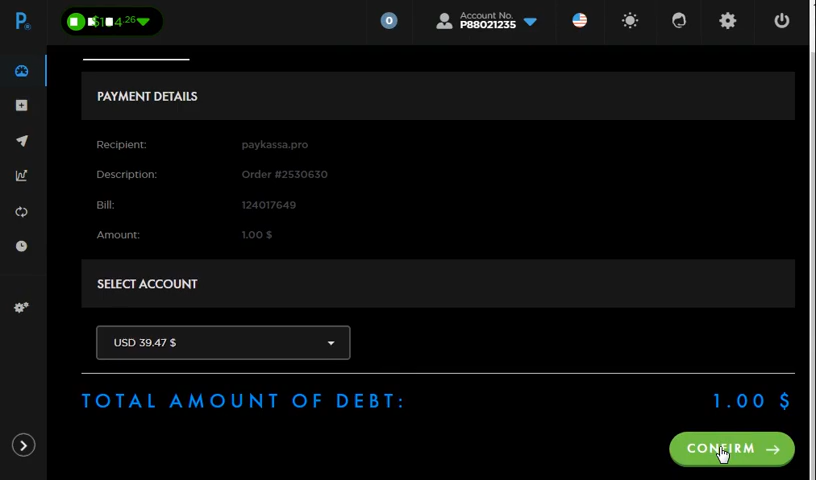 P
0
Account No.
P88021235
PAYMENT DETAILS
Recipient: paykassa.pro
Description: Order #2530630
Bill: 124017649
Amount: 1.00 $
SELECT ACCOUNT
USD 39.47 $
TOTAL AMOUNT OF DEBT: 1.00 $
CONFIRM